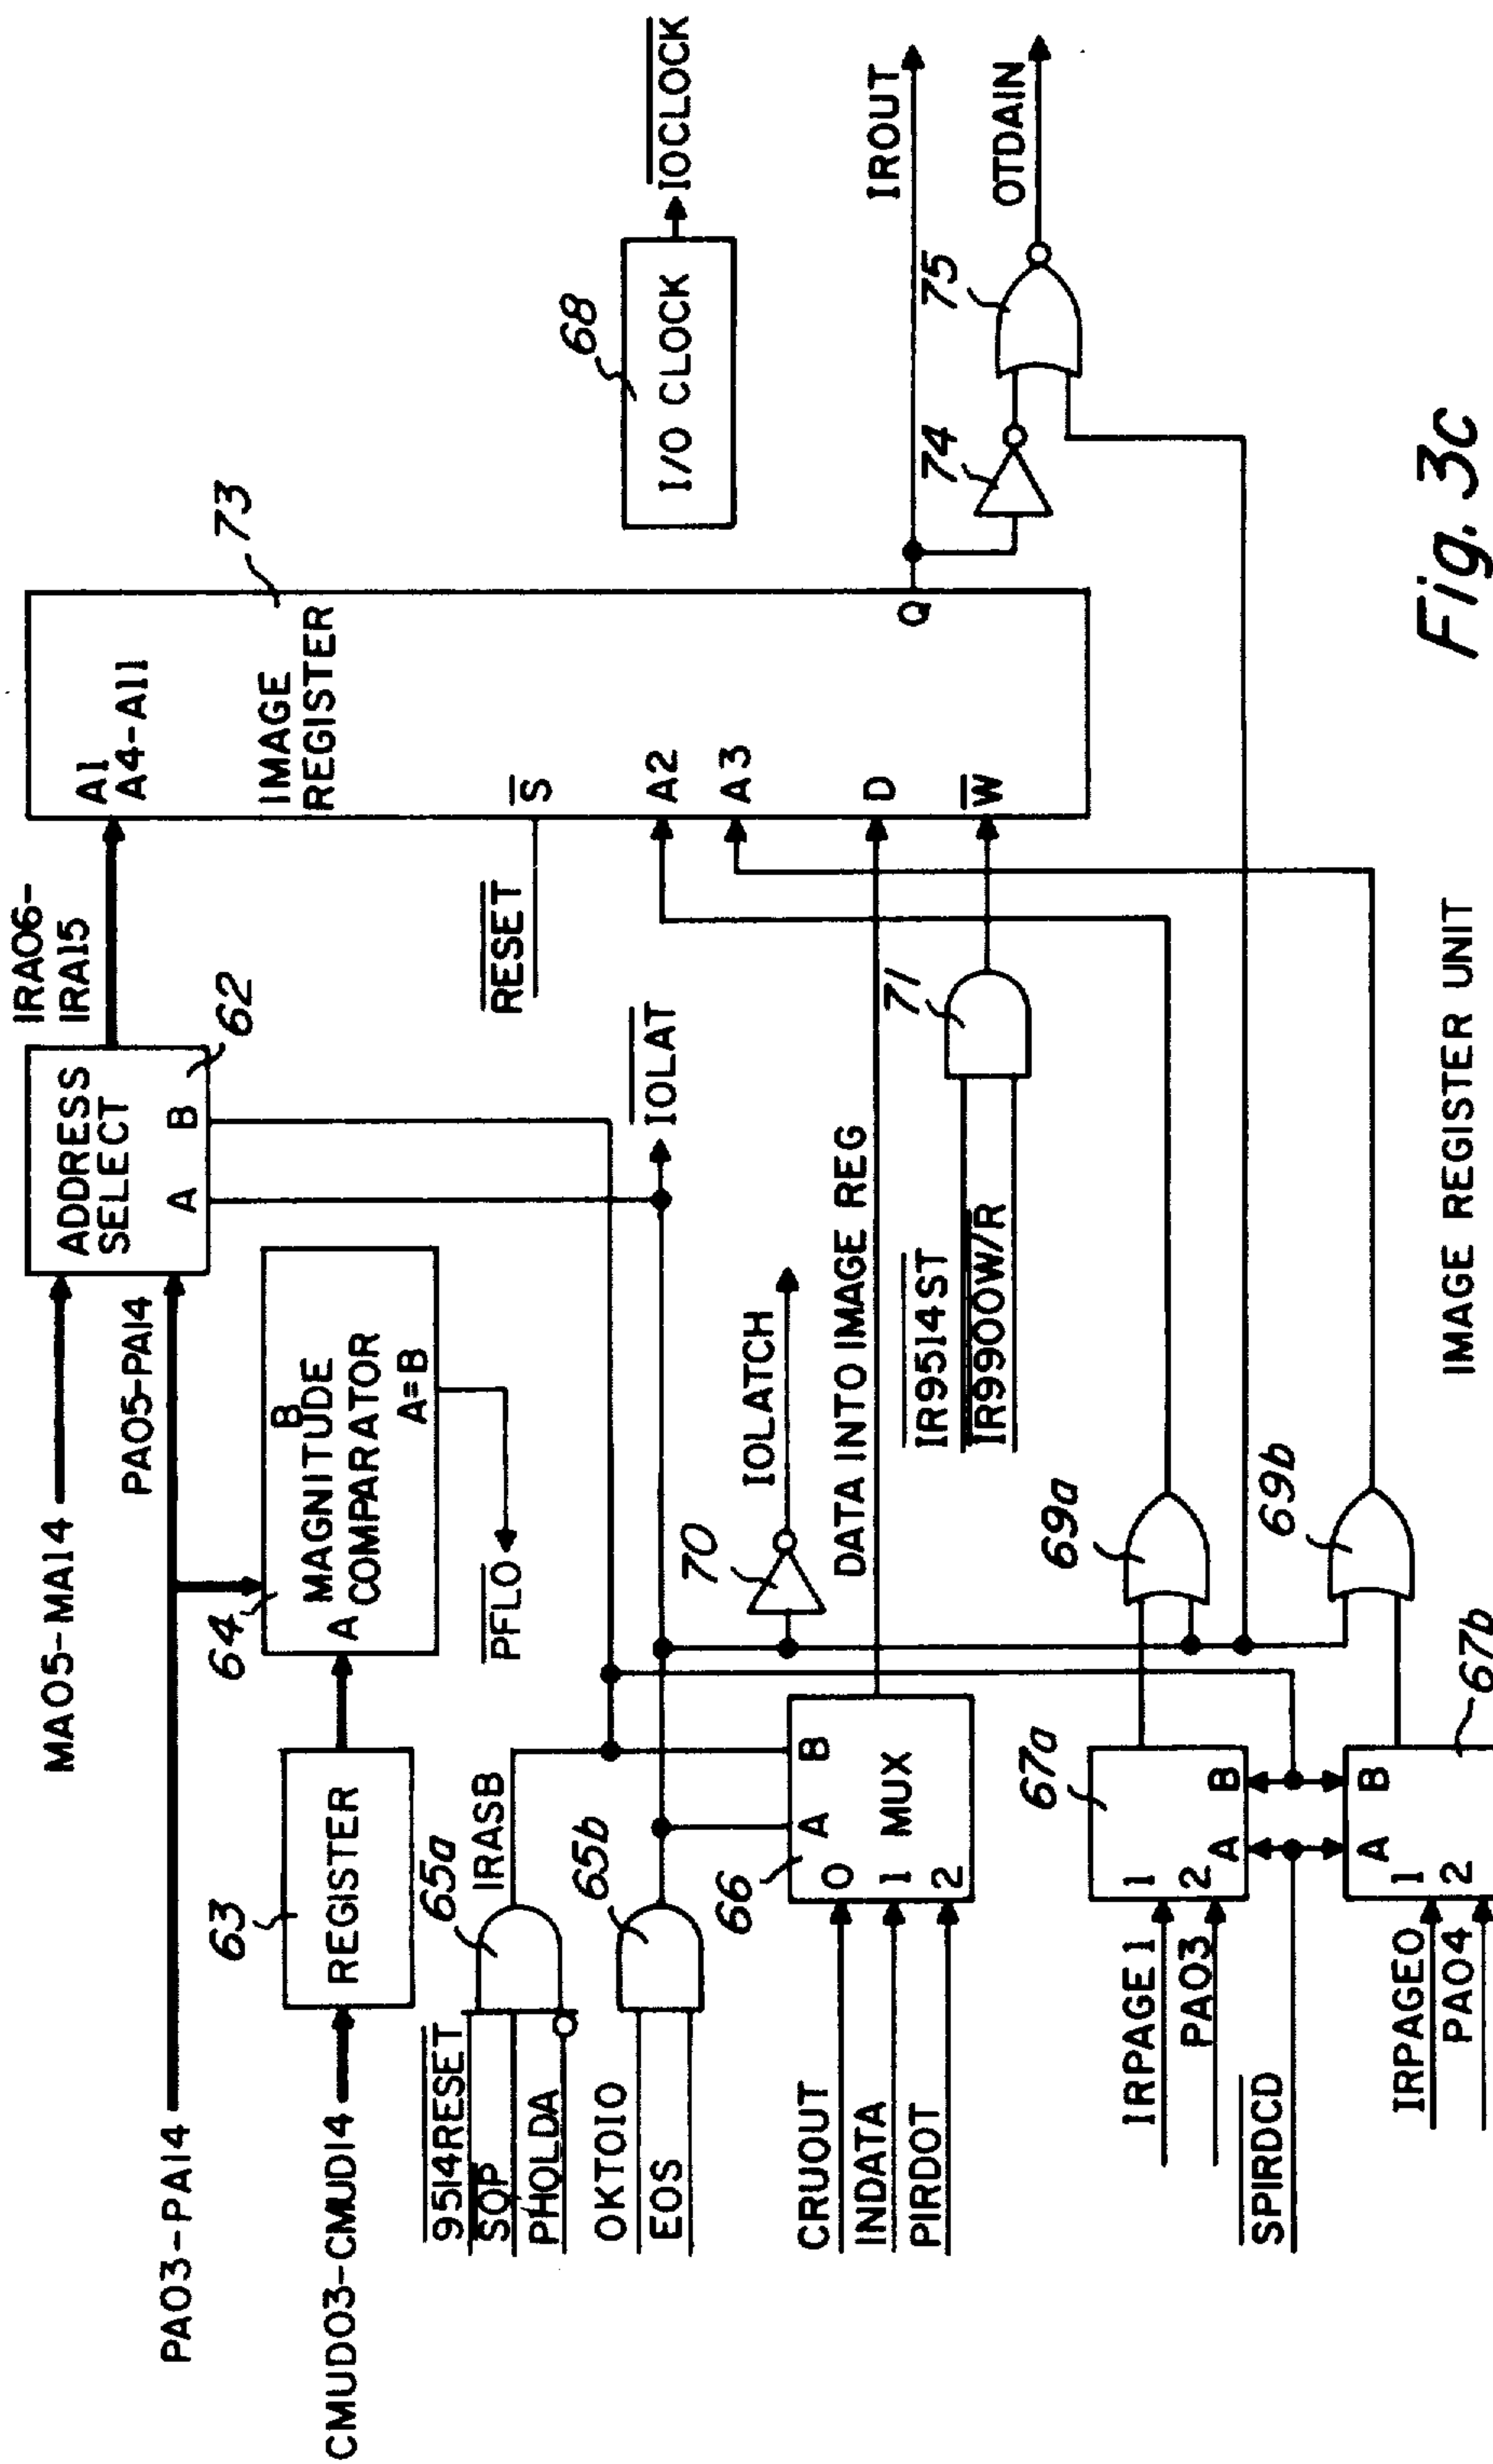 MA05-MA14
PA03-PA14
PA05-PA14
CMUD03-CMUD14
63
REGISTER
64
B
MAGNITUDE
COMPARATOR
A
A=B
PFLO
ADDRESS
SELECT
A
B
62
IRA06-
IRA15
A1
A4-A11
IMAGE
REGISTER
73
S
RESET
A2
A3
D
W
Q
68
I/O CLOCK
IOCLOCK
9514RESET
SOP
PHOLDA
65a
IRASB
OKTOIO
EOS
65b
IOLAT
70
IOLATCH
CRUOUT
INDATA
PIRDOT
66
0
1
2
A
B
MUX
DATA INTO IMAGE REG
IR9514ST
IR9900W/R
71
IROUT
74
75
OTDAIN
IRPAGE1
PA03
67a
1
2
A
B
69a
SPIRDCD
IRPAGE0
PA04
1
2
A
B
67b
69b
IMAGE REGISTER UNIT
Fig. 3c